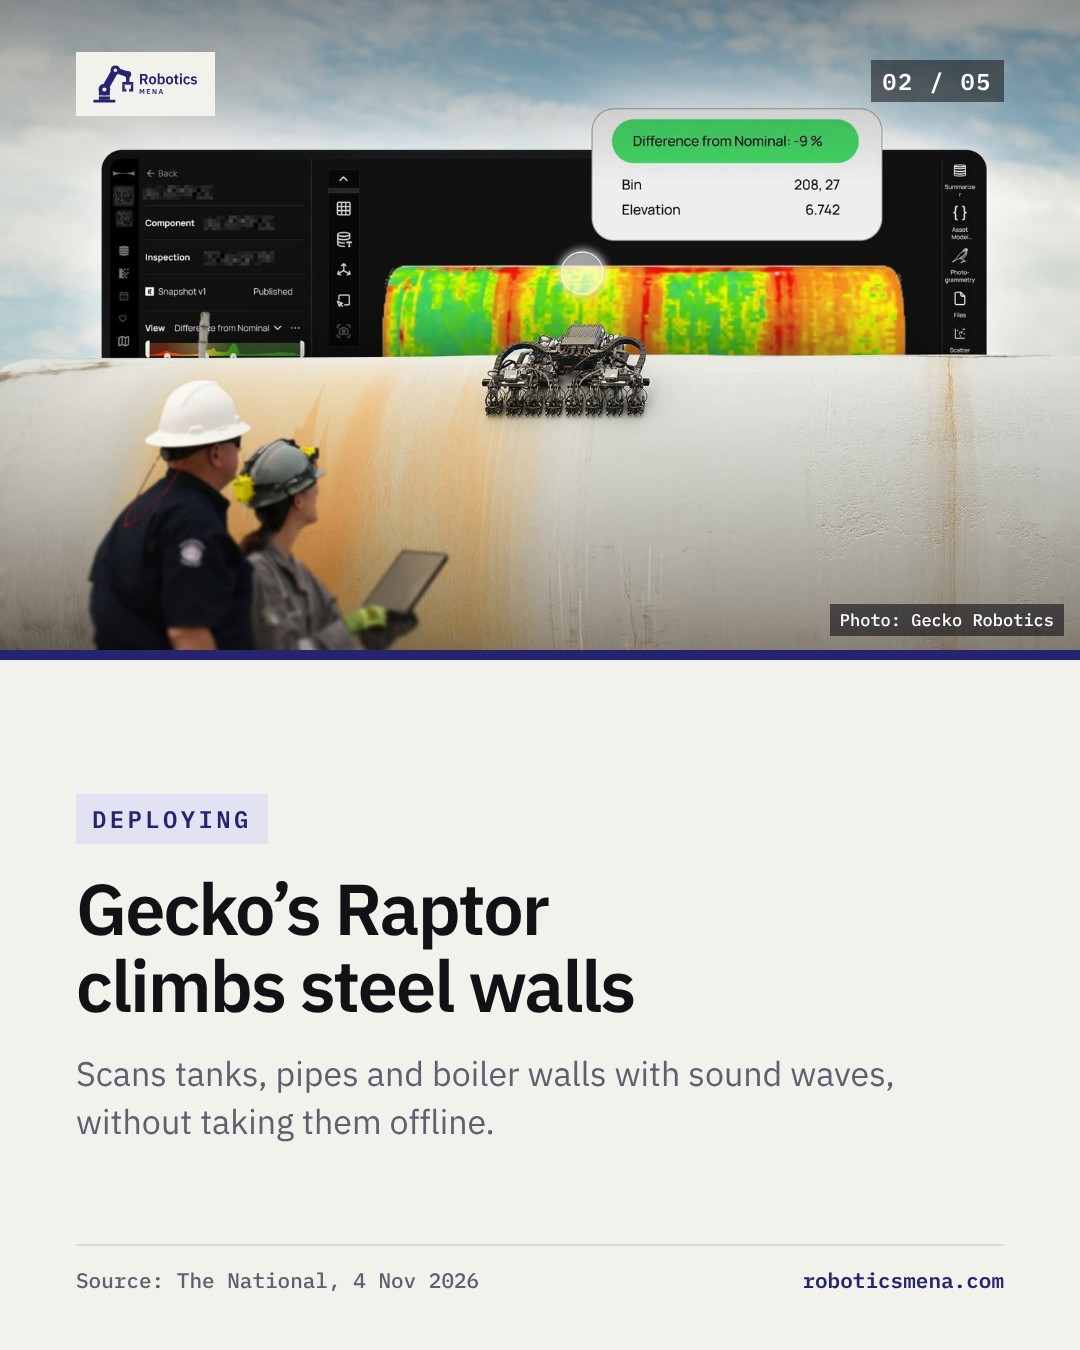 Robotics
MENA
02 / 05
Difference from Nominal: -9 %
Bin 208, 27
Elevation 6.742
Back
Component
Inspection
Snapshot v1 Published
View Difference from Nominal
Summarize
r
Asset
Model..
Photo-
grammetry
Files
Scatter
Photo: Gecko Robotics
DEPLOYING
Gecko’s Raptor
climbs steel walls
Scans tanks, pipes and boiler walls with sound waves,
without taking them offline.
Source: The National, 4 Nov 2026
roboticsmena.com